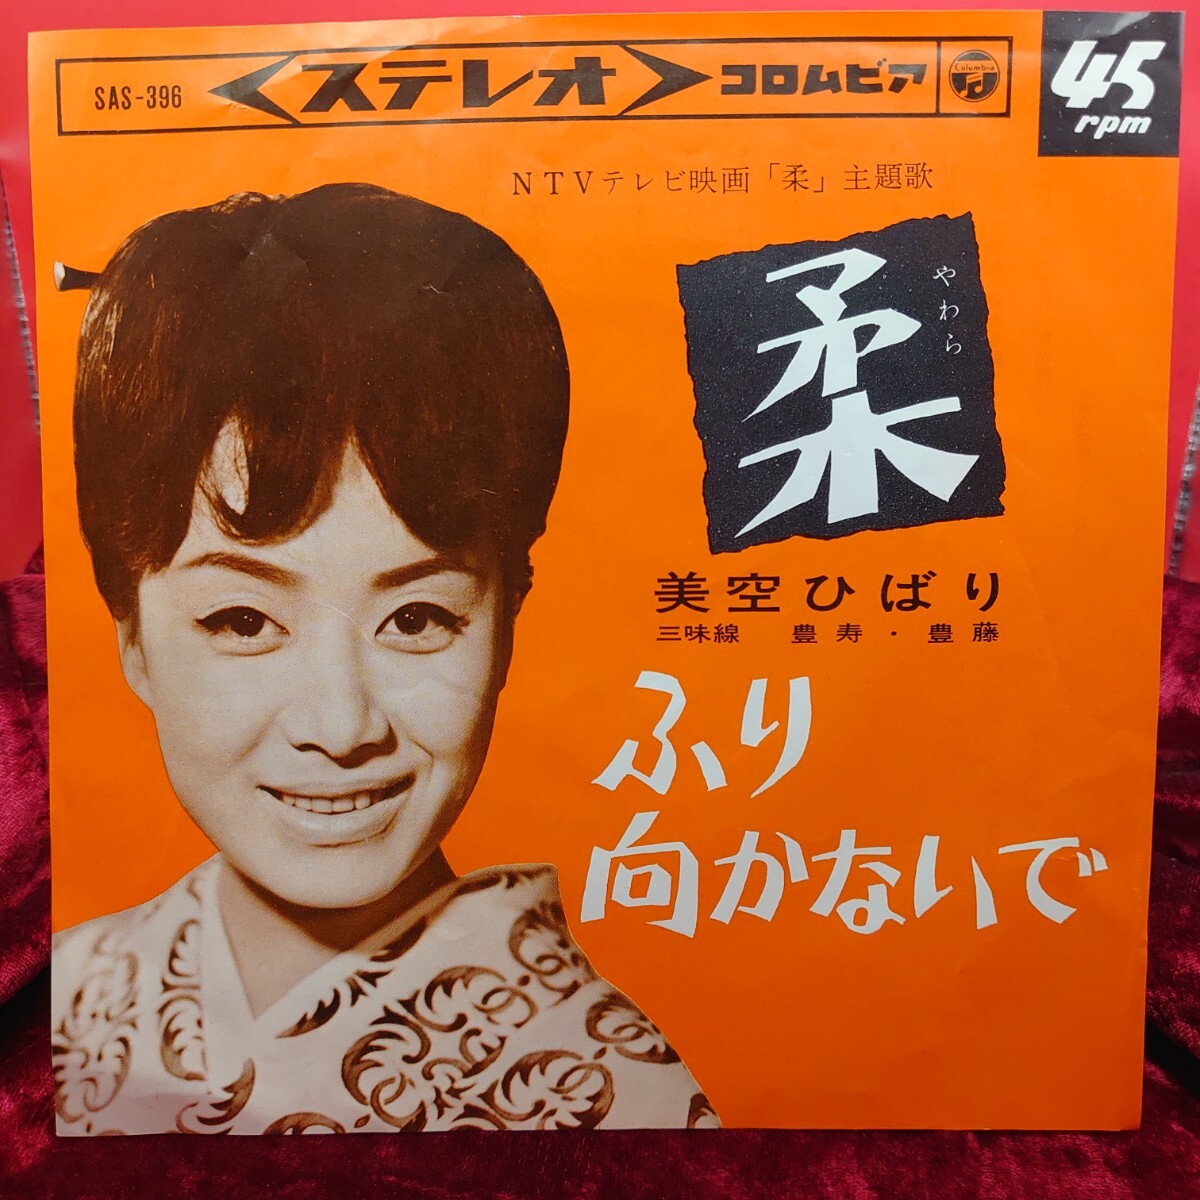 SAS-396 <ステレオ> コロムビア Columbia
45
rpm
NTVテレビ映画「柔」主題歌
柔
やわら
美空ひばり
三味線 豊寿・豊藤
ふり
向かないで